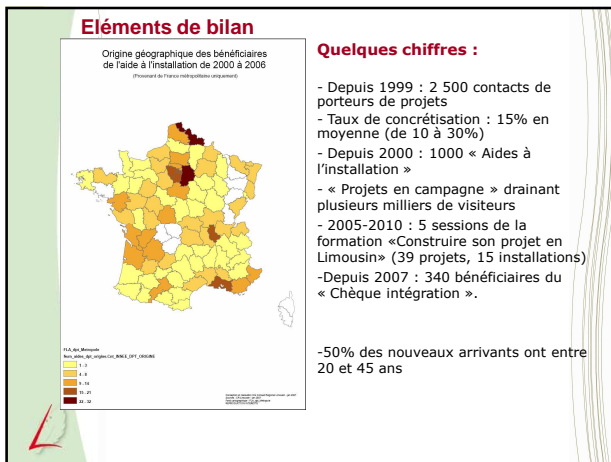 Eléments de bilan
Origine géographique des bénéficiaires
de l'aide à l'installation de 2000 à 2006
(Provenant de France métropolitaine uniquement)
1 - 3
4 - 8
9 - 14
22 - 32
Quelques chiffres :
- Depuis 1999 : 2 500 contacts de
porteurs de projets
- Taux de concrétisation : 15% en
moyenne (de 10 à 30%)
- Depuis 2000 : 1000 « Aides à
l'installation »
- « Projets en campagne » drainant
plusieurs milliers de visiteurs
- 2005-2010 : 5 sessions de la
formation «Construire son projet en
Limousin» (39 projets, 15 installations)
-Depuis 2007 : 340 bénéficiaires du
« Chèque intégration ».
-50% des nouveaux arrivants ont entre
20 et 45 ans